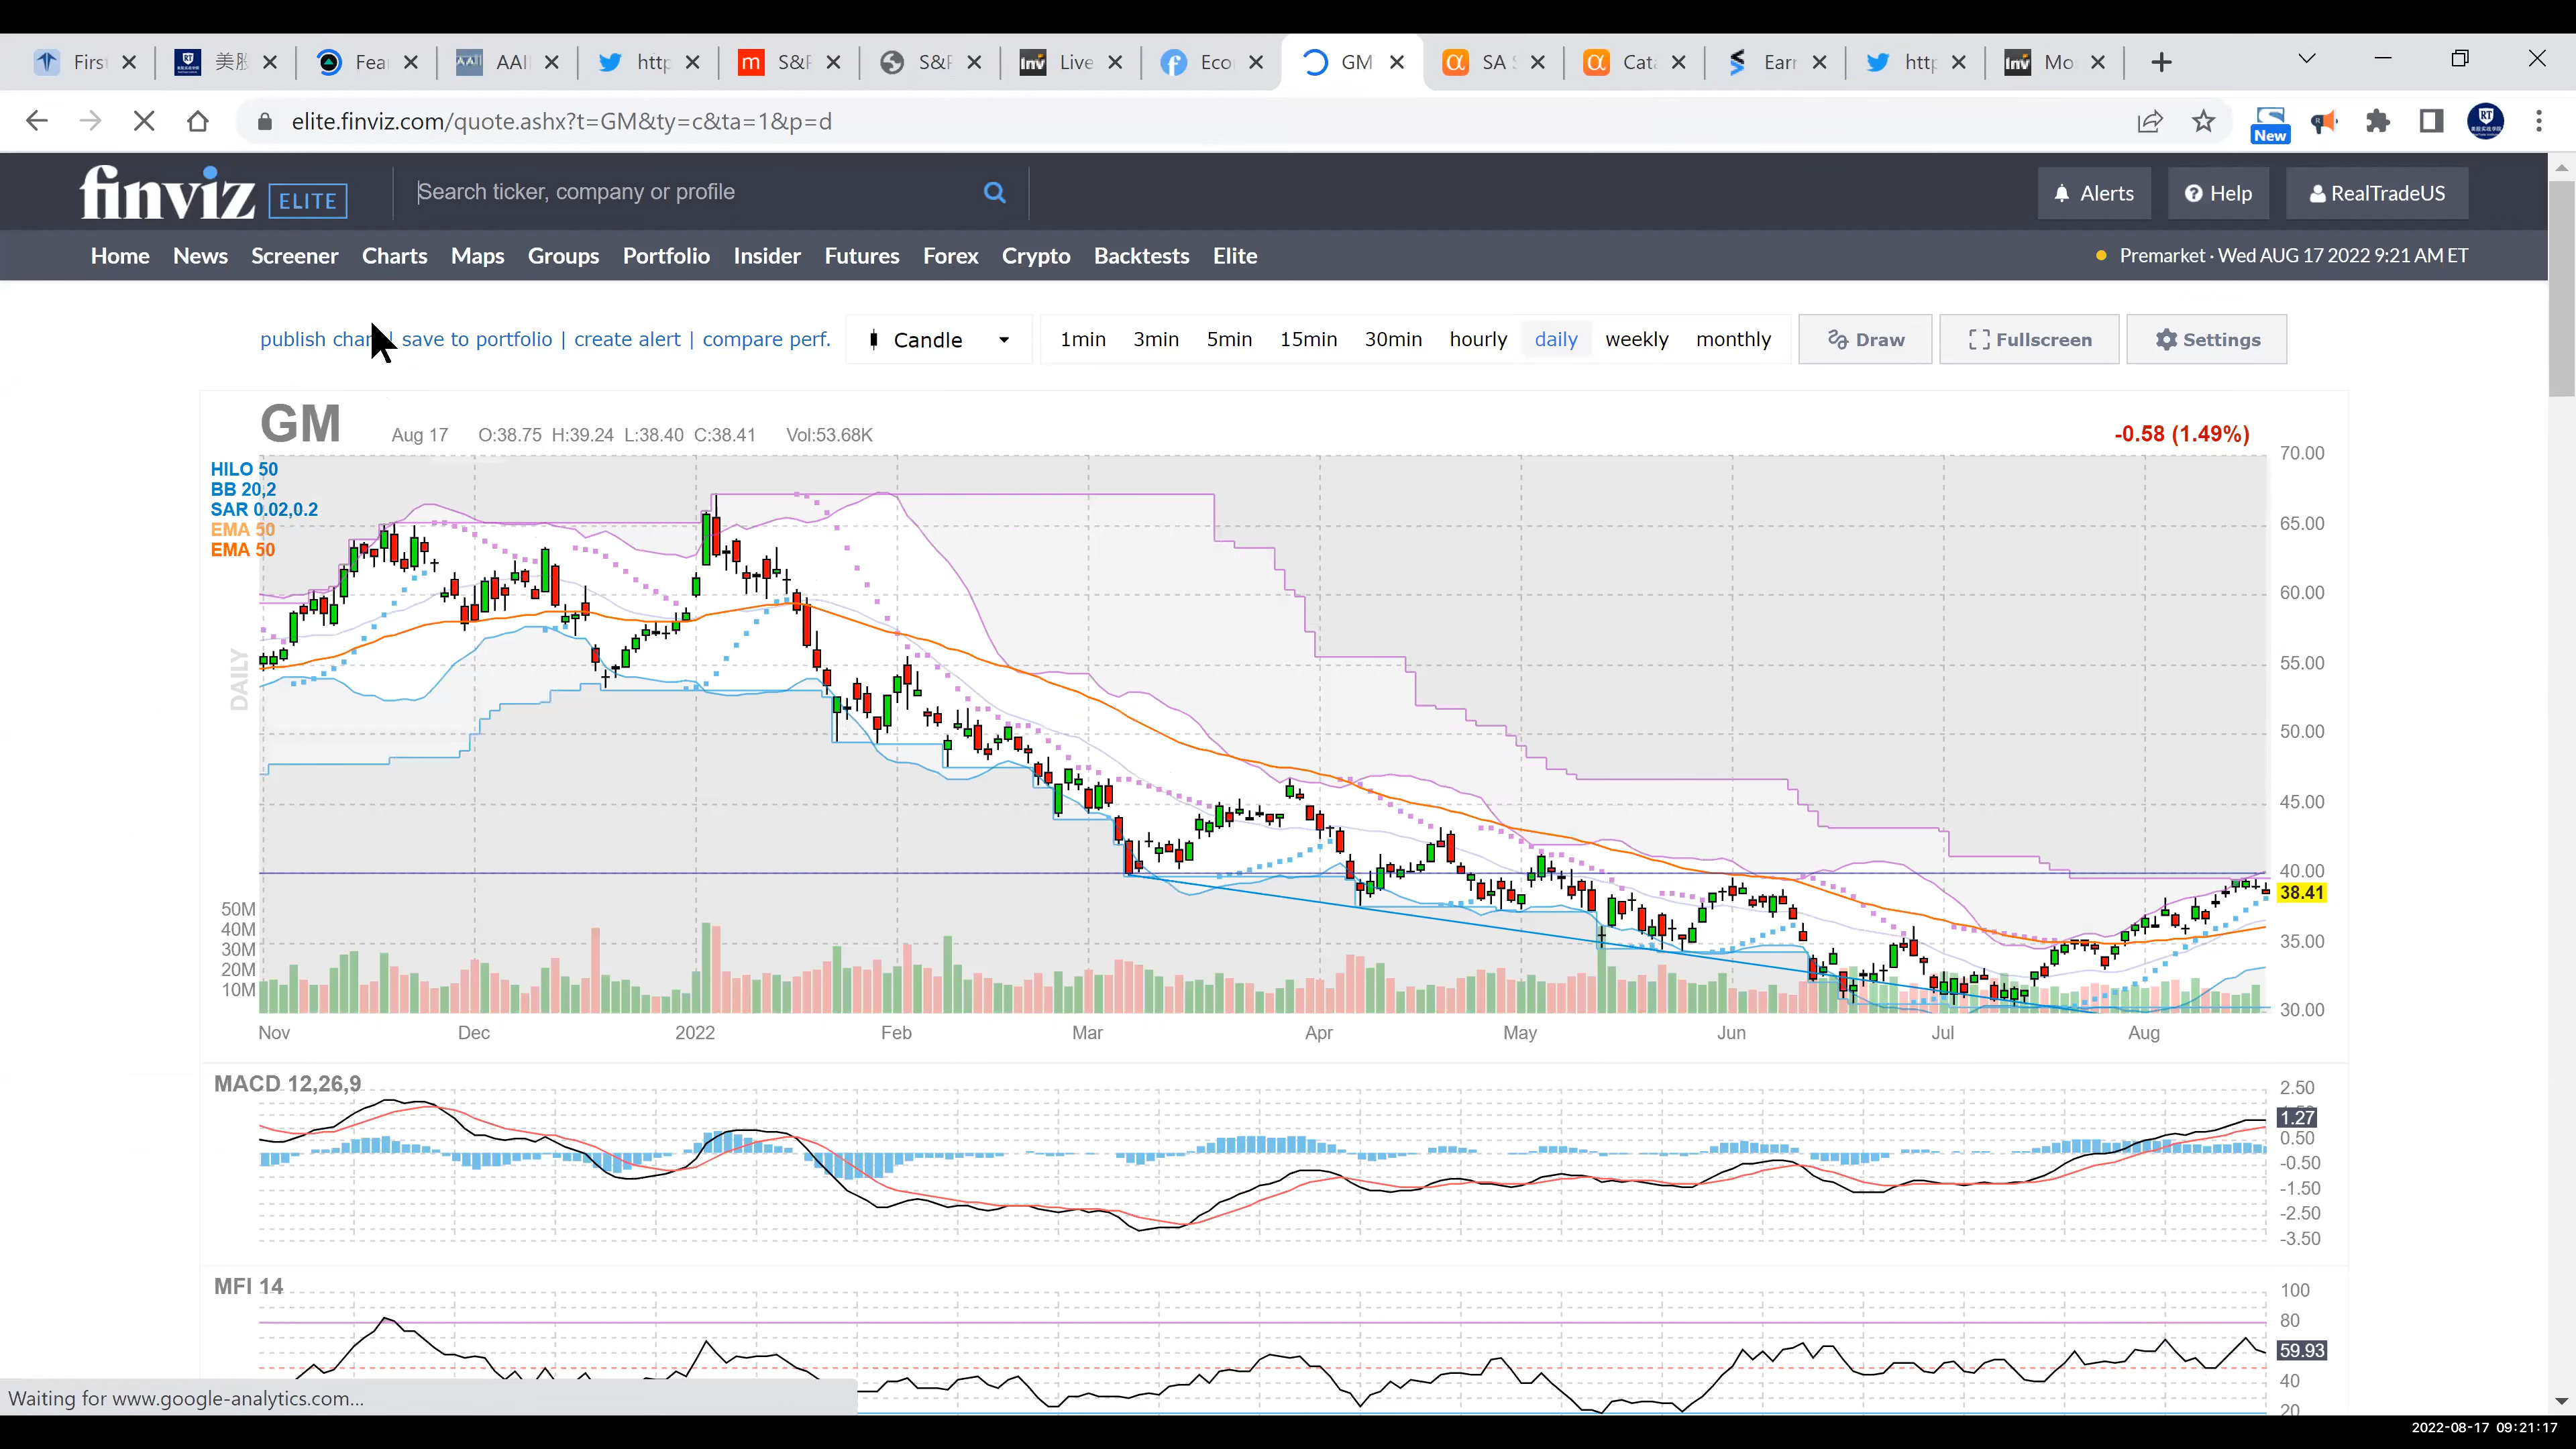 Firs 美股 Fea AAI http S&P S&P Live Eco GM SA S Cata Earr http Mo
elite.finviz.com/quote.ashx?t=GM&ty=c&ta=1&p=d
New
finviz ELITE Search ticker, company or profile Alerts Help RealTradeUS
Home News Screener Charts Maps Groups Portfolio Insider Futures Forex Crypto Backtests Elite Premarket · Wed AUG 17 2022 9:21 AM ET
publish char | save to portfolio | create alert | compare perf. Candle 1min 3min 5min 15min 30min hourly daily weekly monthly Draw Fullscreen Settings
GM Aug 17 O:38.75 H:39.24 L:38.40 C:38.41 Vol:53.68K -0.58 (1.49%)
70.00
HILO 50
BB 20,2
SAR 0.02,0.2
65.00
EMA 50
EMA 50
60.00
DAILY
55.00
50.00
45.00
40.00
38.41
50M
40M
35.00
30M
20M
10M
30.00
Nov Dec 2022 Feb Mar Apr May Jun Jul Aug
MACD 12,26,9
2.50
1.27
0.50
-0.50
-1.50
-2.50
-3.50
MFI 14
100
80
59.93
40
20
Waiting for www.google-analytics.com...
2022-08-17 09:21:17